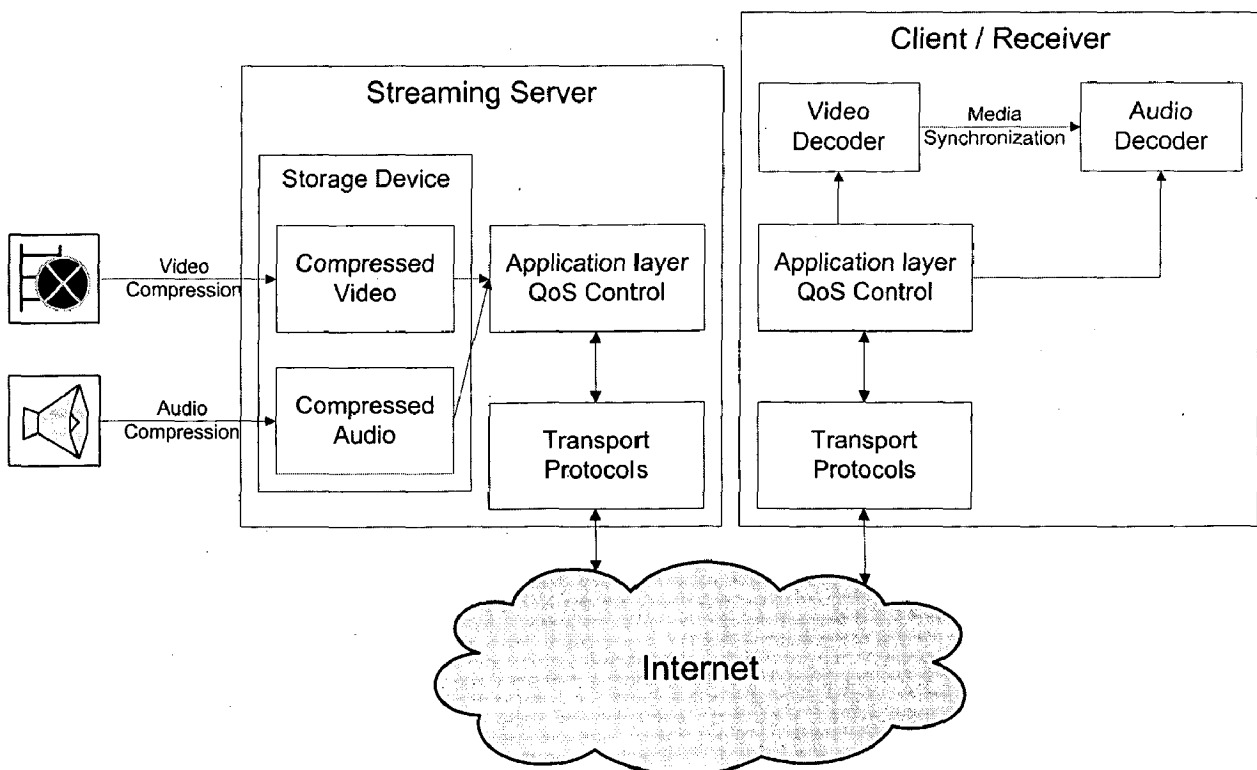 Client / Receiver
Streaming Server
Video
Decoder
Media
Synchronization
Audio
Decoder
Storage Device
Video
Compression
Compressed
Video
Application layer
QoS Control
Application layer
QoS Control
Audio
Compression
Compressed
Audio
Transport
Protocols
Transport
Protocols
Internet